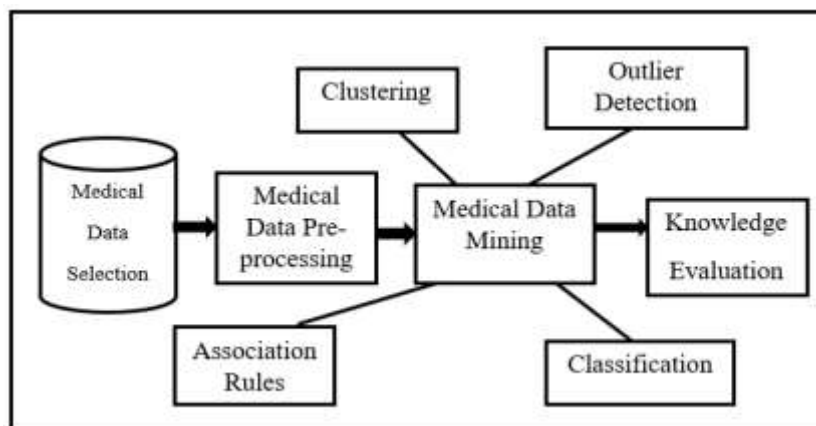 Clustering
Outlier
Detection
Medical
Data
Selection
Medical
Data Pre-
processing
Medical Data
Mining
Knowledge
Evaluation
Association
Rules
Classification